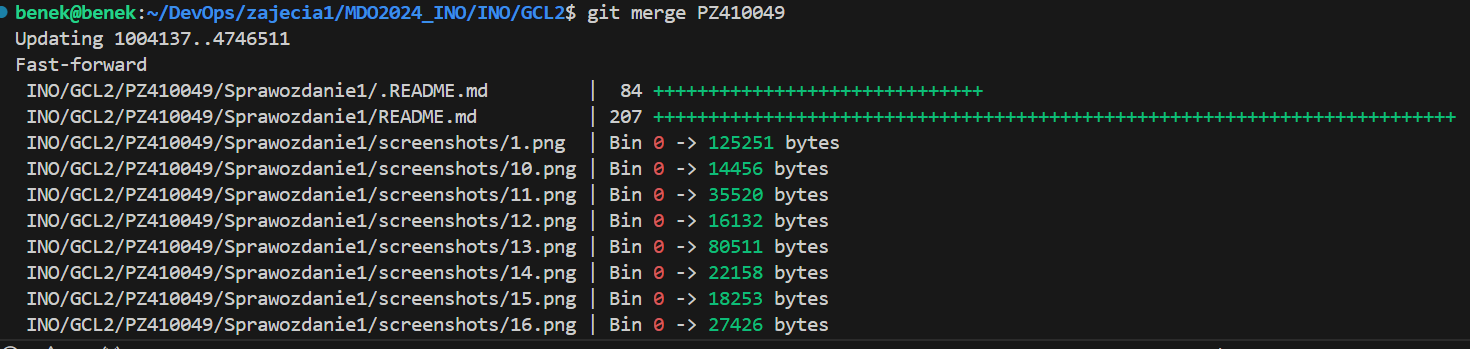 benek@benek:~/DevOps/zajecia1/MDO2024_INO/INO/GCL2$ git merge PZ410049
Updating 1004137..4746511
Fast-forward
 INO/GCL2/PZ410049/Sprawozdanie1/.README.md         |  84 ++++++++++++++++++++++++++++++
 INO/GCL2/PZ410049/Sprawozdanie1/README.md          | 207 +++++++++++++++++++++++++++++++++++++++++++++++++++++++++++++++++++++++++
 INO/GCL2/PZ410049/Sprawozdanie1/screenshots/1.png  | Bin 0 -> 125251 bytes
 INO/GCL2/PZ410049/Sprawozdanie1/screenshots/10.png | Bin 0 -> 14456 bytes
 INO/GCL2/PZ410049/Sprawozdanie1/screenshots/11.png | Bin 0 -> 35520 bytes
 INO/GCL2/PZ410049/Sprawozdanie1/screenshots/12.png | Bin 0 -> 16132 bytes
 INO/GCL2/PZ410049/Sprawozdanie1/screenshots/13.png | Bin 0 -> 80511 bytes
 INO/GCL2/PZ410049/Sprawozdanie1/screenshots/14.png | Bin 0 -> 22158 bytes
 INO/GCL2/PZ410049/Sprawozdanie1/screenshots/15.png | Bin 0 -> 18253 bytes
 INO/GCL2/PZ410049/Sprawozdanie1/screenshots/16.png | Bin 0 -> 27426 bytes